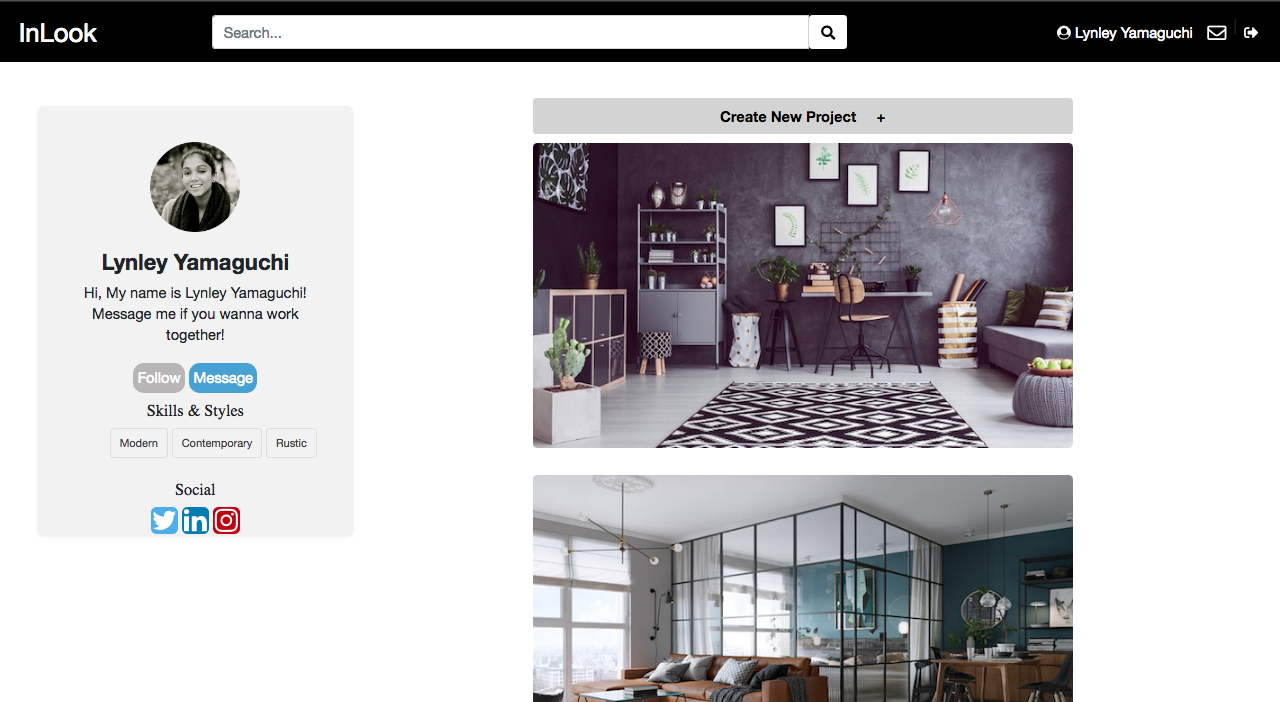 InLook
Search...
Lynley Yamaguchi
Create New Project +
Lynley Yamaguchi
Hi, My name is Lynley Yamaguchi!
Message me if you wanna work
together!
Follow Message
Skills & Styles
Modern Contemporary Rustic
Social
in